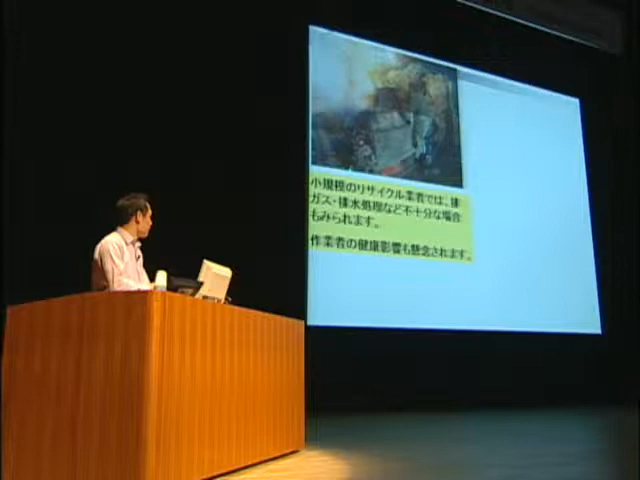 小規模のリサイクル業者では、排
ガス・排水処理など不十分な場合
もみられます。
作業者の健康影響も懸念されます。